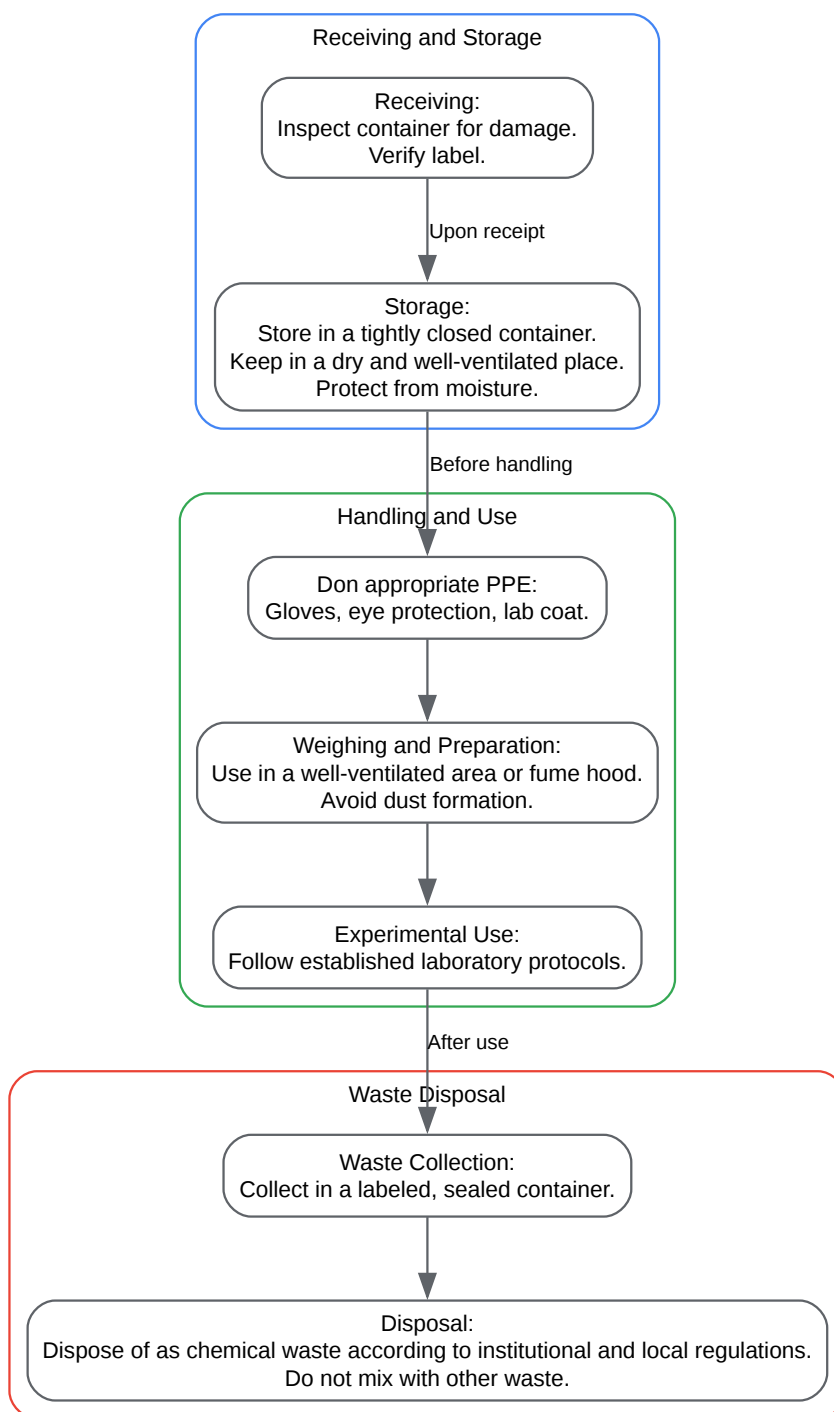 Receiving and Storage
Receiving:
Inspect container for damage.
Verify label.
Upon receipt
Storage:
Store in a tightly closed container.
Keep in a dry and well-ventilated place.
Protect from moisture.
Before handling
Handling and Use
Don appropriate PPE:
Gloves, eye protection, lab coat.
Weighing and Preparation:
Use in a well-ventilated area or fume hood.
Avoid dust formation.
Experimental Use:
Follow established laboratory protocols.
After use
Waste Disposal
Waste Collection:
Collect in a labeled, sealed container.
Disposal:
Dispose of as chemical waste according to institutional and local regulations.
Do not mix with other waste.